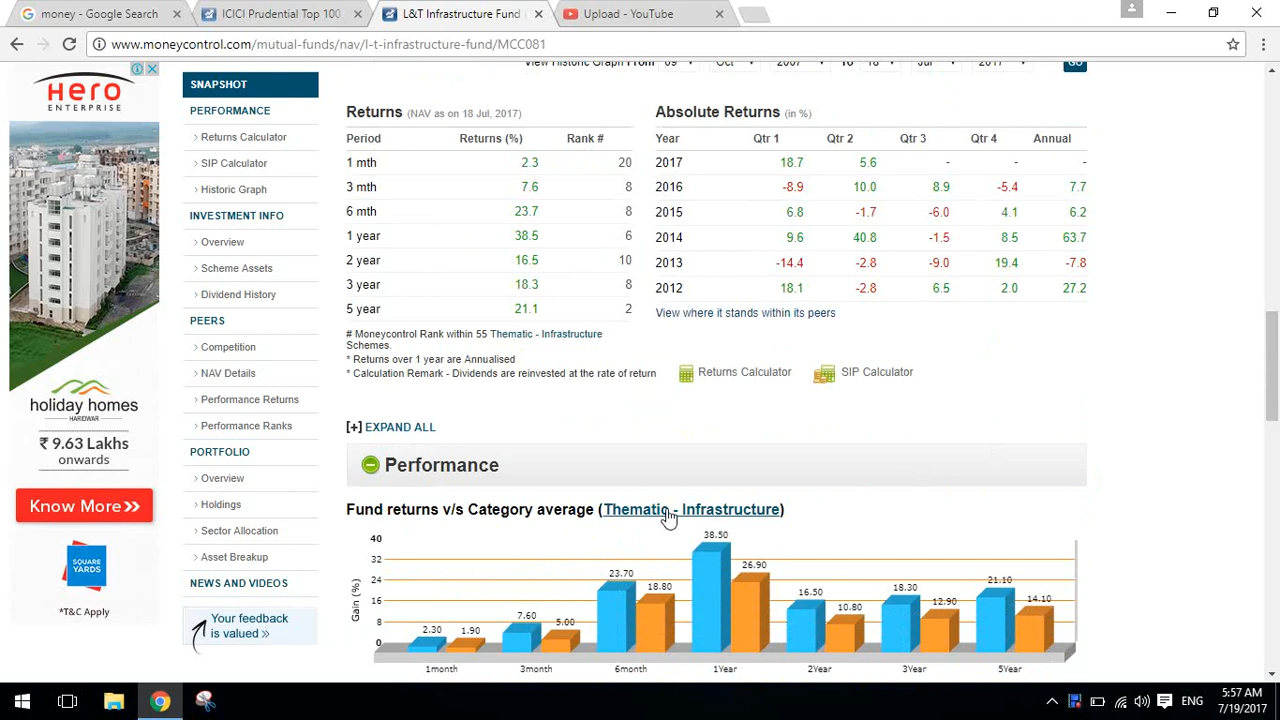 money - Google Search
ICICI Prudential Top 100
L&T Infrastructure Fund
Upload - YouTube
www.moneycontrol.com/mutual-funds/nav/l-t-infrastructure-fund/MCC081
View Historic Graph From 09 Oct 2007 To 18 Jul 2017 GO
HERO
ENTERPRISE
holiday homes
HARIDWAR
₹ 9.63 Lakhs
onwards
Know More >>
SQUARE
YARDS
*T&C Apply
SNAPSHOT
PERFORMANCE
› Returns Calculator
› SIP Calculator
› Historic Graph
INVESTMENT INFO
› Overview
› Scheme Assets
› Dividend History
PEERS
› Competition
› NAV Details
› Performance Returns
› Performance Ranks
PORTFOLIO
› Overview
› Holdings
› Sector Allocation
› Asset Breakup
NEWS AND VIDEOS
Your feedback
is valued »
Returns (NAV as on 18 Jul, 2017)
Period Returns (%) Rank #
1 mth 2.3 20
3 mth 7.6 8
6 mth 23.7 8
1 year 38.5 6
2 year 16.5 10
3 year 18.3 8
5 year 21.1 2
# Moneycontrol Rank within 55 Thematic - Infrastructure
Schemes.
* Returns over 1 year are Annualised
* Calculation Remark - Dividends are reinvested at the rate of return
Absolute Returns (in %)
Year Qtr 1 Qtr 2 Qtr 3 Qtr 4 Annual
2017 18.7 5.6 - - -
2016 -8.9 10.0 8.9 -5.4 7.7
2015 6.8 -1.7 -6.0 4.1 6.2
2014 9.6 40.8 -1.5 8.5 63.7
2013 -14.4 -2.8 -9.0 19.4 -7.8
2012 18.1 -2.8 6.5 2.0 27.2
View where it stands within its peers
Returns Calculator SIP Calculator
[+] EXPAND ALL
Performance
Fund returns v/s Category average (Thematic - Infrastructure)
Gain (%)
40
32
24
16
8
0
2.30 1.90
7.60 5.00
23.70 18.80
38.50 26.90
16.50 10.80
18.30 12.90
21.10 14.10
1month 3month 6month 1Year 2Year 3Year 5Year
ENG
5:57 AM
7/19/2017